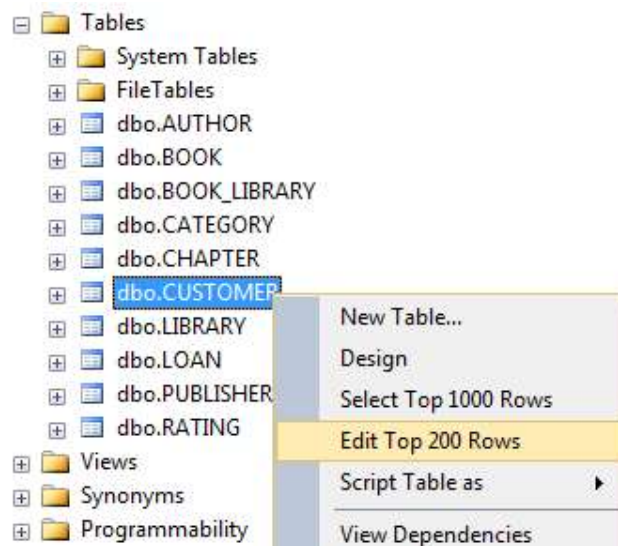 Tables
System Tables
FileTables
dbo.AUTHOR
dbo.BOOK
dbo.BOOK_LIBRARY
dbo.CATEGORY
dbo.CHAPTER
dbo.CUSTOMER
dbo.LIBRARY
dbo.LOAN
dbo.PUBLISHER
dbo.RATING
Views
Synonyms
Programmability
New Table...
Design
Select Top 1000 Rows
Edit Top 200 Rows
Script Table as
View Dependencies